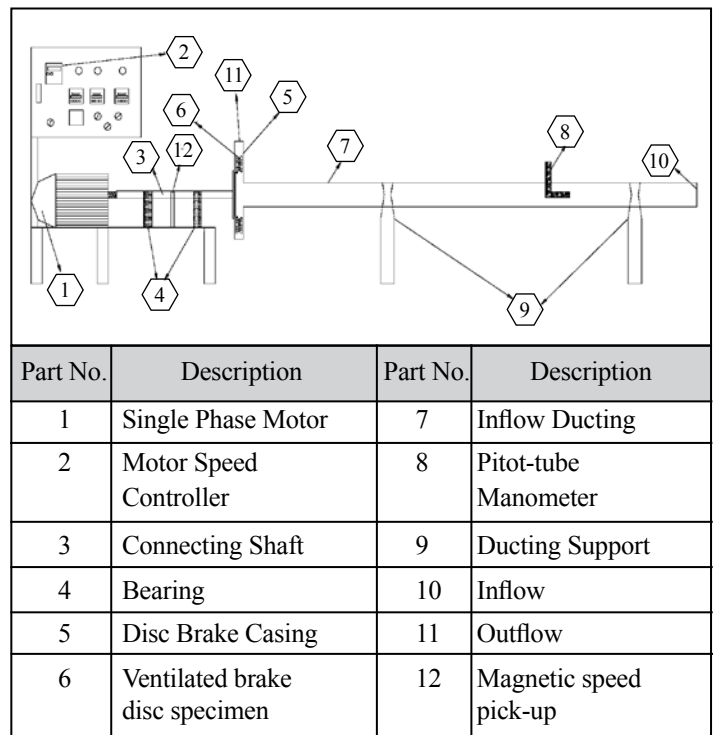 2
11
6
5
3
12
7
8
10
1
4
9
Part No. Description Part No. Description
1 Single Phase Motor 7 Inflow Ducting
2 Motor Speed Controller 8 Pitot-tube Manometer
3 Connecting Shaft 9 Ducting Support
4 Bearing 10 Inflow
5 Disc Brake Casing 11 Outflow
6 Ventilated brake disc specimen 12 Magnetic speed pick-up